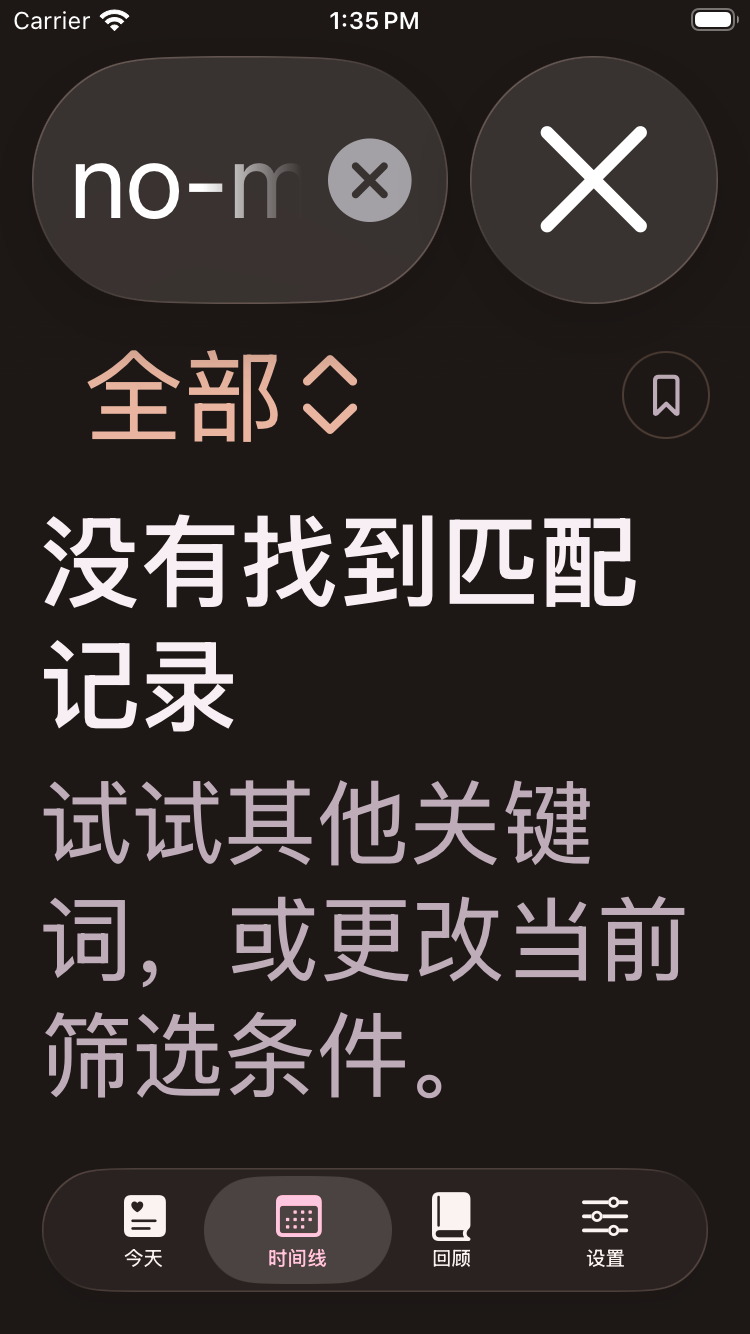 Carrier 1:35 PM
no-m
全部
没有找到匹配
记录
试试其他关键
词，或更改当前
筛选条件。
今天 时间线 回顾 设置